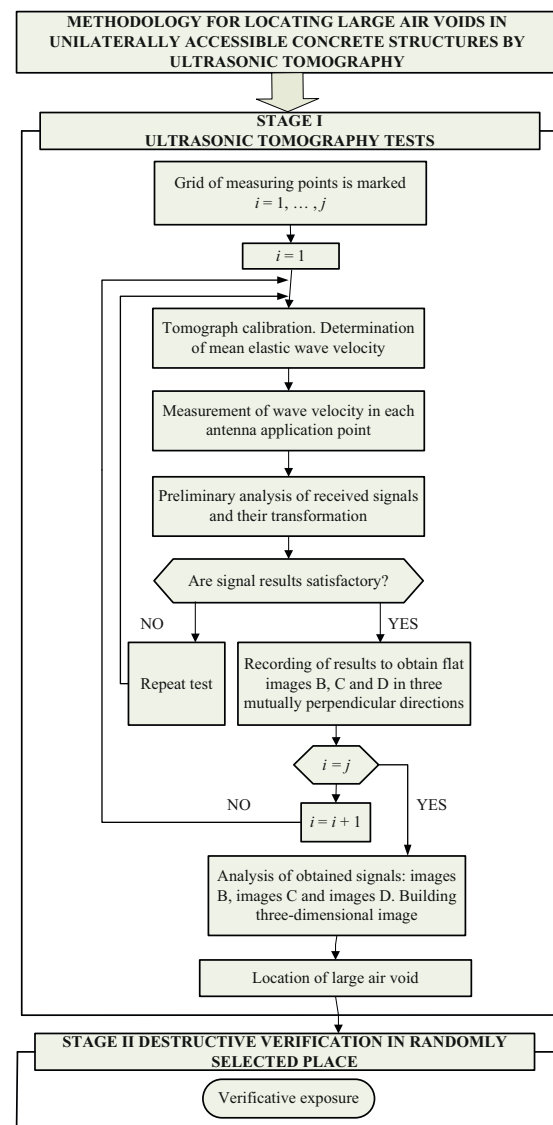 METHODOLOGY FOR LOCATING LARGE AIR VOIDS IN
UNILATERALLY ACCESSIBLE CONCRETE STRUCTURES BY
ULTRASONIC TOMOGRAPHY
STAGE I
ULTRASONIC TOMOGRAPHY TESTS
Grid of measuring points is marked
i = 1, … , j
i = 1
Tomograph calibration. Determination
of mean elastic wave velocity
Measurement of wave velocity in each
antenna application point
Preliminary analysis of received signals
and their transformation
Are signal results satisfactory?
NO
YES
Repeat test
Recording of results to obtain flat
images B, C and D in three
mutually perpendicular directions
i = j
NO
YES
i = i + 1
Analysis of obtained signals: images
B, images C and images D. Building
three-dimensional image
Location of large air void
STAGE II DESTRUCTIVE VERIFICATION IN RANDOMLY
SELECTED PLACE
Verificative exposure